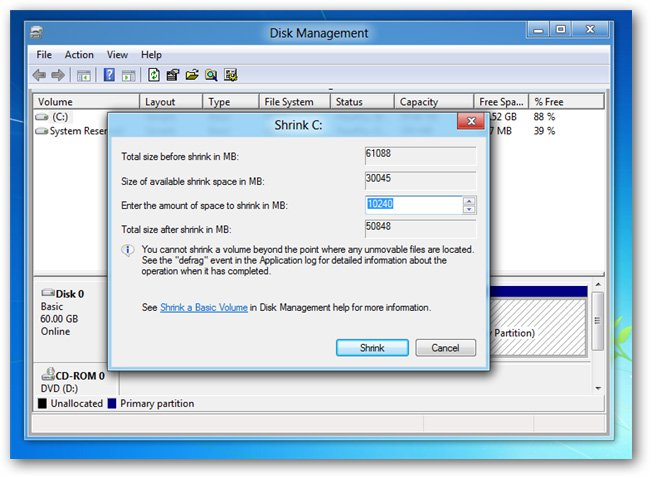 Disk Management
File Action View Help
Volume Layout Type File System Status Capacity Free Spa... % Free
(C:) .52 GB 88 %
System Reser 7 MB 39 %
Shrink C:
Total size before shrink in MB: 61088
Size of available shrink space in MB: 30045
Enter the amount of space to shrink in MB: 10240
Total size after shrink in MB: 50848
You cannot shrink a volume beyond the point where any unmovable files are located.
See the "defrag" event in the Application log for detailed information about the
operation when it has completed.
See Shrink a Basic Volume in Disk Management help for more information.
Shrink Cancel
Disk 0
Basic
60.00 GB
Online
y Partition)
CD-ROM 0
DVD (D:)
Unallocated Primary partition